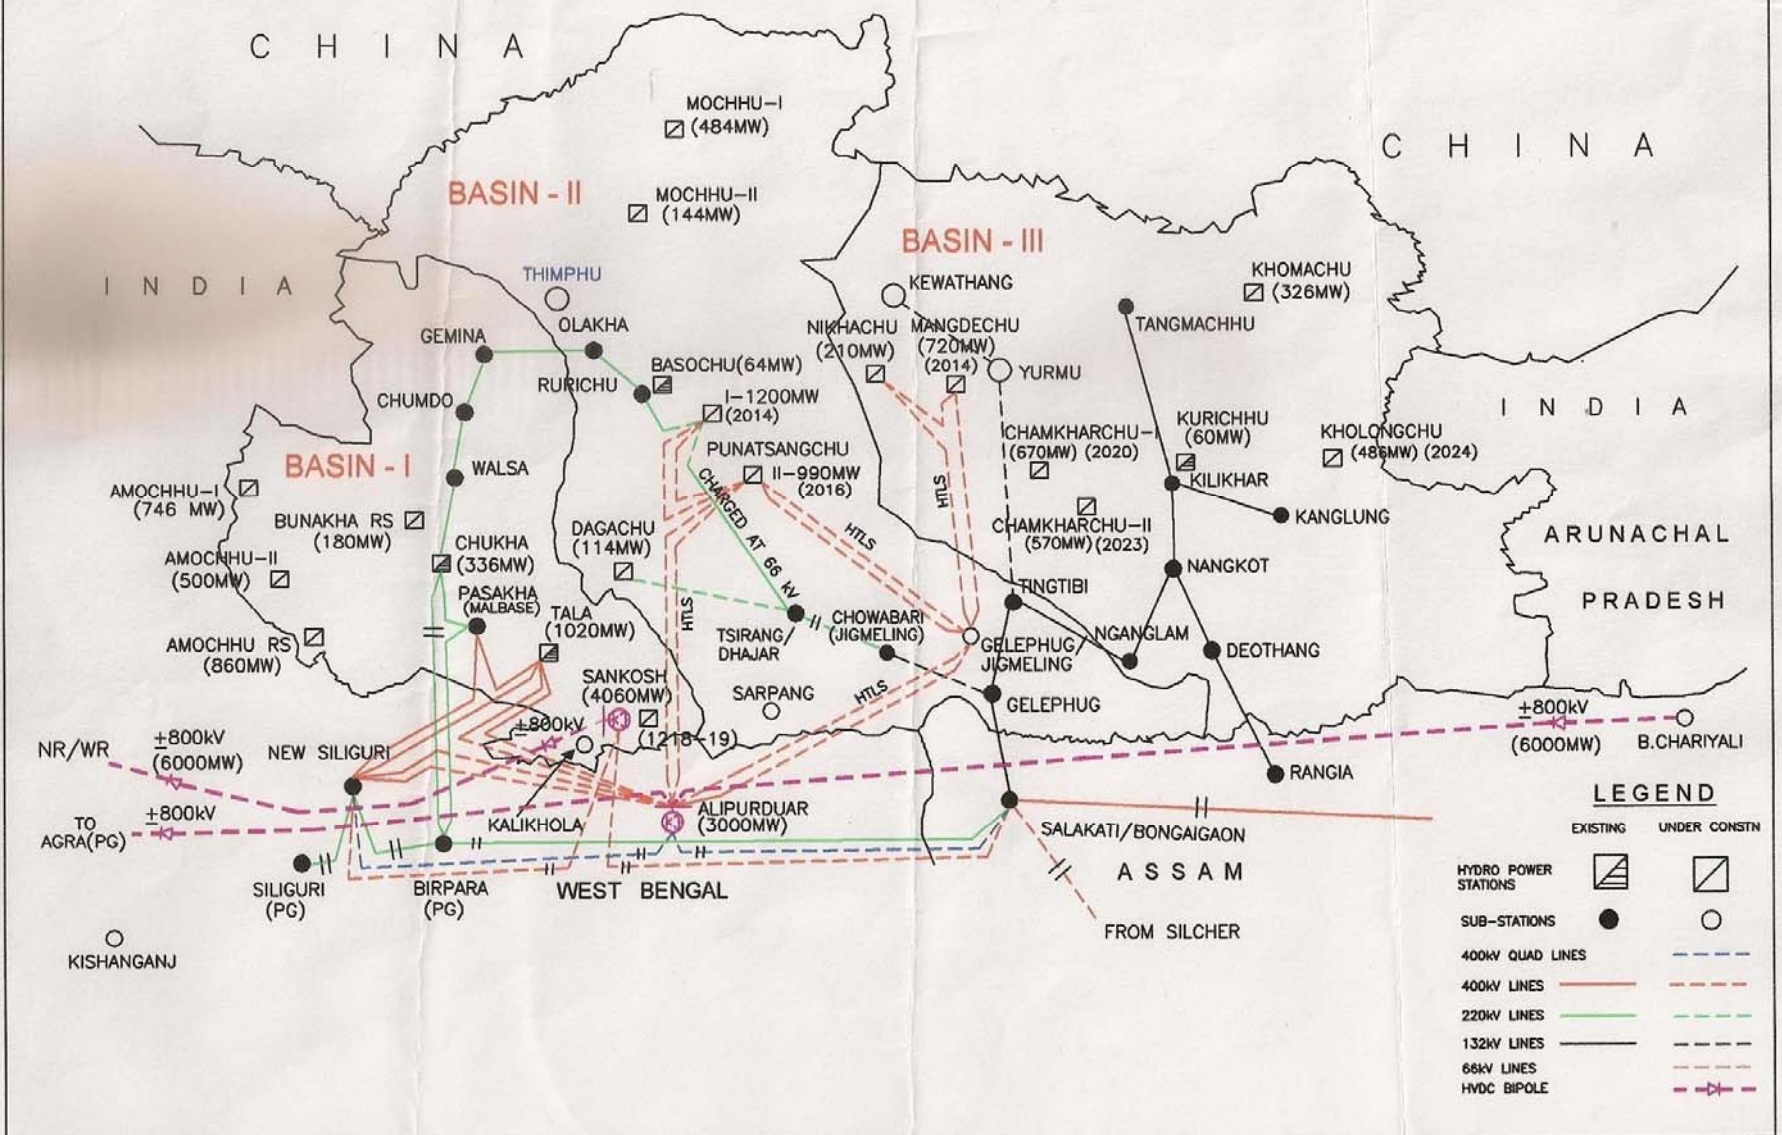 C H I N A
MOCHHU-I
(484MW)
C H I N A
BASIN - II
MOCHHU-II
(144MW)
BASIN - III
I N D I A
THIMPHU
KEWATHANG
KHOMACHU
(326MW)
GEMINA
OLAKHA
NIKHACHU
(210MW)
MANGDECHU
(720MW)
(2014)
TANGMACHHU
YURMU
RURICHU
BASOCHU(64MW)
CHUMDO
I-1200MW
(2014)
I N D I A
KURICHHU
(60MW)
CHAMKHARCHU-I
(670MW) (2020)
KHOLONGCHU
(486MW) (2024)
PUNATSANGCHU
II-990MW
(2016)
BASIN - I
WALSA
KILIKHAR
AMOCHHU-I
(746 MW)
HTLS
CHARGED AT 66 kV
BUNAKHA RS
(180MW)
KANGLUNG
DAGACHU
(114MW)
HTLS
CHAMKHARCHU-II
(570MW) (2023)
ARUNACHAL
PRADESH
CHUKHA
(336MW)
AMOCHHU-II
(500MW)
NANGKOT
PASAKHA
(MALBASE)
TALA
(1020MW)
HTLS
TINGTIBI
TSIRANG/
DHAJAR
CHOWABARI
(JIGMELING)
GELEPHUG/
JIGMELING
NGANGLAM
DEOTHANG
AMOCHHU RS
(860MW)
SANKOSH
(4060MW)
SARPANG
HTLS
GELEPHUG
(1218-19)
±800kV
±800kV
(6000MW)
B.CHARIYALI
NR/WR
±800kV
(6000MW)
NEW SILIGURI
RANGIA
TO
AGRA(PG)
±800kV
KALIKHOLA
ALIPURDUAR
(3000MW)
SALAKATI/BONGAIGAON
ASSAM
SILIGURI
(PG)
BIRPARA
(PG)
WEST BENGAL
FROM SILCHER
KISHANGANJ
LEGEND
EXISTING UNDER CONSTN
HYDRO POWER
STATIONS
SUB-STATIONS
400kV QUAD LINES
400kV LINES
220kV LINES
132kV LINES
66kV LINES
HVDC BIPOLE